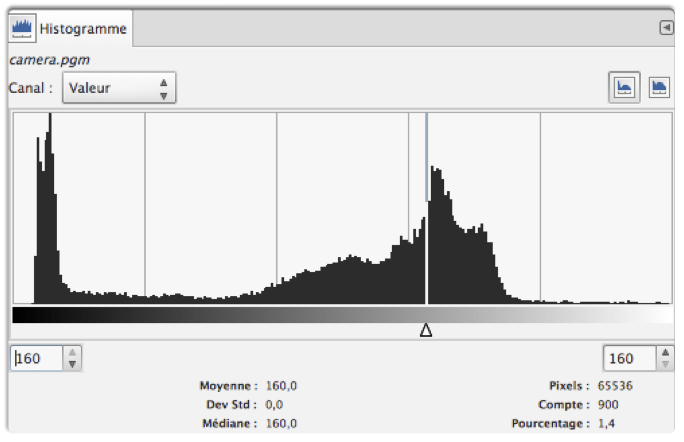 Histogramme
camera.pgm
Canal : Valeur
160 160
Moyenne : 160,0 Pixels : 65536
Dev Std : 0,0 Compte : 900
Médiane : 160,0 Pourcentage : 1,4